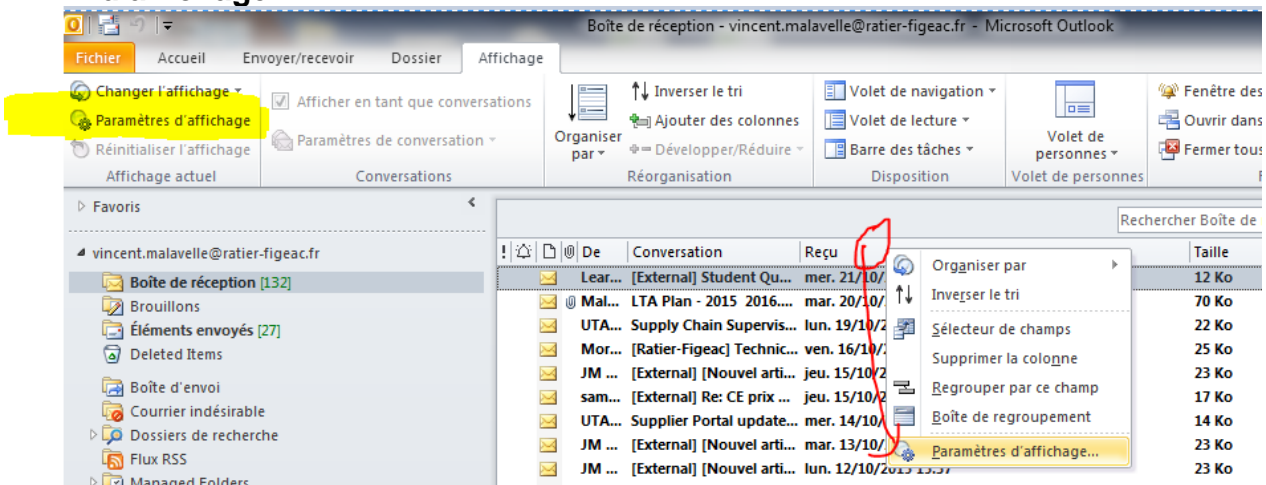 Boîte de réception - vincent.malavelle@ratier-figeac.fr - Microsoft Outlook
Fichier Accueil Envoyer/recevoir Dossier Affichage
Changer l'affichage
Paramètres d'affichage
Réinitialiser l'affichage
Affichage actuel
Afficher en tant que conversations
Paramètres de conversation
Conversations
Organiser par
Inverser le tri
Ajouter des colonnes
Développer/Réduire
Réorganisation
Volet de navigation
Volet de lecture
Barre des tâches
Disposition
Volet de personnes
Volet de personnes
Fenêtre des
Ouvrir dans
Fermer tous
Favoris
vincent.malavelle@ratier-figeac.fr
Boîte de réception [132]
Brouillons
Éléments envoyés [27]
Deleted Items
Boîte d'envoi
Courrier indésirable
Dossiers de recherche
Flux RSS
Managed Folders
Rechercher Boîte de
! De Conversation Reçu Taille
Lear... [External] Student Qu... mer. 21/10/ 12 Ko
Mal... LTA Plan - 2015 2016.... mar. 20/10/ 70 Ko
UTA... Supply Chain Supervis... lun. 19/10/2 22 Ko
Mor... [Ratier-Figeac] Technic... ven. 16/10/ 25 Ko
JM ... [External] [Nouvel arti... jeu. 15/10/2 23 Ko
sam... [External] Re: CE prix ... jeu. 15/10/2 17 Ko
UTA... Supplier Portal update... mer. 14/10/ 14 Ko
JM ... [External] [Nouvel arti... mar. 13/10/ 23 Ko
JM ... [External] [Nouvel arti... lun. 12/10/2015 15:37 23 Ko
Organiser par
Inverser le tri
Sélecteur de champs
Supprimer la colonne
Regrouper par ce champ
Boîte de regroupement
Paramètres d'affichage...